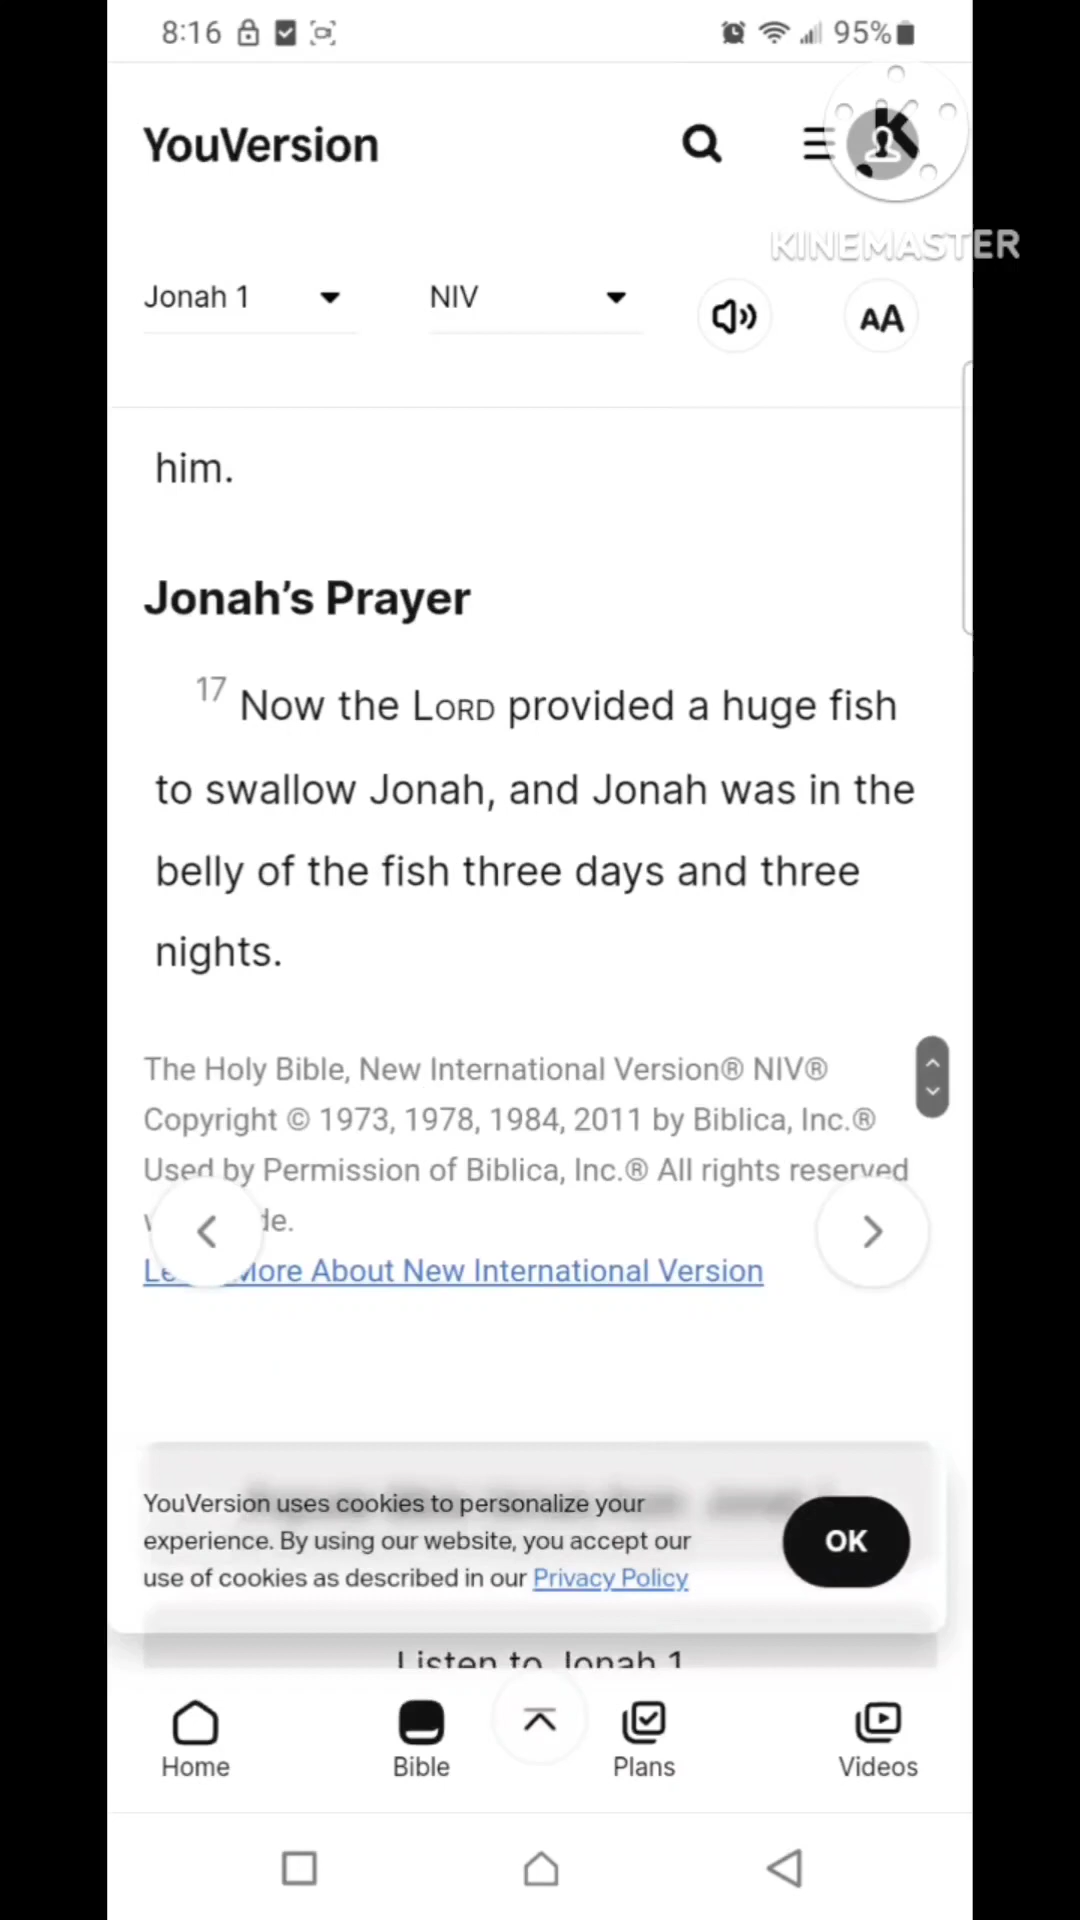 8:16
95%
YouVersion
KINEMASTER
Jonah 1
NIV
AA
him.
Jonah's Prayer
17 Now the LORD provided a huge fish
to swallow Jonah, and Jonah was in the
belly of the fish three days and three
nights.
The Holy Bible, New International Version® NIV®
Copyright © 1973, 1978, 1984, 2011 by Biblica, Inc.®
Used by Permission of Biblica, Inc.® All rights reserved
de.
More About New International Version
YouVersion uses cookies to personalize your
experience. By using our website, you accept our
use of cookies as described in our Privacy Policy
OK
Listen to Jonah 1
Home
Bible
Plans
Videos